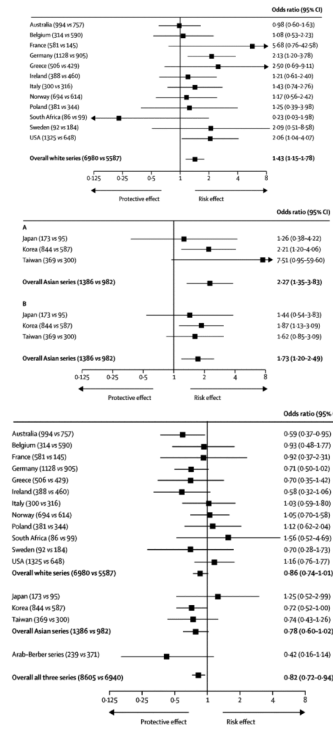 Odds ratio (95% CI)
Australia (994 vs 757) 0·98 (0·60–1·63)
Belgium (314 vs 590) 1·08 (0·53–2·23)
France (581 vs 145) 5·68 (0·76–42·58)
Germany (1128 vs 905) 2·13 (1·20–3·78)
Greece (506 vs 429) 2·50 (0·69–9·11)
Ireland (388 vs 460) 1·21 (0·61–2·40)
Italy (300 vs 316) 1·43 (0·74–2·76)
Norway (694 vs 614) 1·17 (0·56–2·42)
Poland (381 vs 344) 1·25 (0·39–3·98)
South Africa (86 vs 99) 0·23 (0·03–1·98)
Sweden (92 vs 184) 2·09 (0·51–8·58)
USA (1325 vs 648) 2·06 (1·04–4·07)
Overall white series (6980 vs 5587) 1·43 (1·15–1·78)
0·125 0·25 0·5 1 2 4 8
Protective effect Risk effect
A
Japan (173 vs 95) 1·26 (0·38–4·22)
Korea (844 vs 587) 2·21 (1·20–4·06)
Taiwan (369 vs 300) 7·51 (0·95–59·60)
Overall Asian series (1386 vs 982) 2·27 (1·35–3·83)
B
Japan (173 vs 95) 1·44 (0·54–3·83)
Korea (844 vs 587) 1·87 (1·13–3·09)
Taiwan (369 vs 300) 1·62 (0·85–3·09)
Overall Asian series (1386 vs 982) 1·73 (1·20–2·49)
0·125 0·25 0·5 1 2 4 8
Protective effect Risk effect
Odds ratio (95%
Australia (994 vs 757) 0·59 (0·37–0·95)
Belgium (314 vs 590) 0·93 (0·48–1·77)
France (581 vs 145) 0·92 (0·37–2·31)
Germany (1128 vs 905) 0·71 (0·50–1·02)
Greece (506 vs 429) 0·70 (0·35–1·42)
Ireland (388 vs 460) 0·58 (0·32–1·06)
Italy (300 vs 316) 1·03 (0·59–1·80)
Norway (694 vs 614) 1·05 (0·70–1·58)
Poland (381 vs 344) 1·12 (0·62–2·04)
South Africa (86 vs 99) 1·56 (0·52–4·69)
Sweden (92 vs 184) 0·70 (0·28–1·73)
USA (1325 vs 648) 1·16 (0·76–1·77)
Overall white series (6980 vs 5587) 0·86 (0·74–1·01)
Japan (173 vs 95) 1·25 (0·52–2·99)
Korea (844 vs 587) 0·72 (0·52–1·00)
Taiwan (369 vs 300) 0·74 (0·43–1·26)
Overall Asian series (1386 vs 982) 0·78 (0·60–1·02)
Arab-Berber series (239 vs 371) 0·42 (0·16–1·14)
Overall all three series (8605 vs 6940) 0·82 (0·72–0·94)
0·125 0·25 0·5 1 2 4 8
Protective effect Risk effect